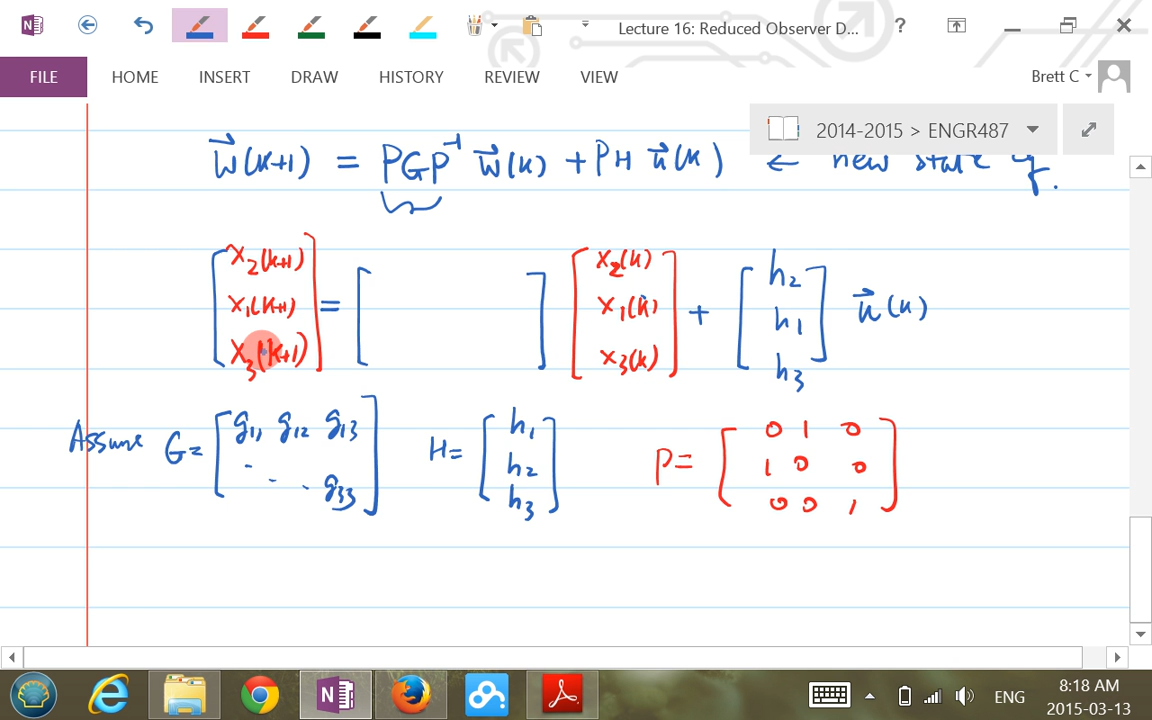 Lecture 16: Reduced Observer D... ?
FILE HOME INSERT DRAW HISTORY REVIEW VIEW Brett C
2014-2015 > ENGR487
w⃗(k+1) = PGP⁻¹ w⃗(k) + PH u⃗(k) ← new state eq.
[x₂(k+1) x₁(k+1) x₃(k+1)] = [ ] [x₂(k) x₁(k) x₃(k)] + [h₂ h₁ h₃] u⃗(k)
Assume G= [g₁₁ g₁₂ g₁₃ .. . g₃₃] H= [h₁ h₂ h₃] P= [0 1 0 1 0 0 0 0 1]
ENG
8:18 AM
2015-03-13